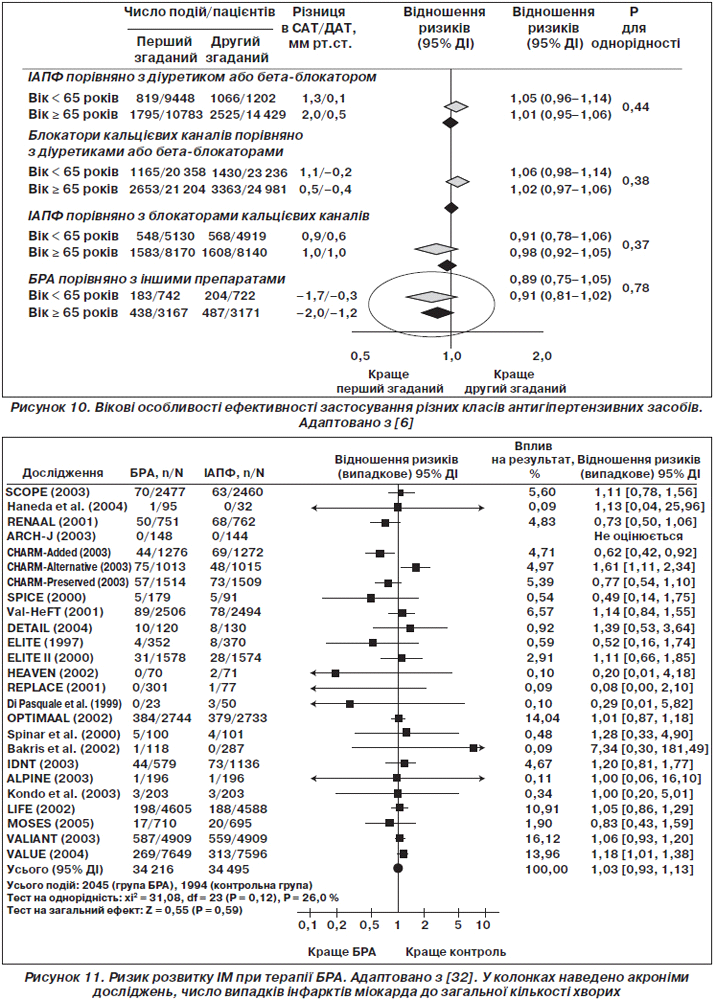 Число подій/пацієнтів Різниця Відношення Відношення P
в САТ/ДАТ, ризиків ризиків для
Перший Другий мм рт.ст. (95% ДІ) (95% ДІ) однорідності
згаданий згаданий
ІАПФ порівняно з діуретиком або бета-блокатором
Вік < 65 років 819/9448 1066/1202 1,3/0,1 1,05 (0,96–1,14) 0,44
Вік ≥ 65 років 1795/10783 2525/14 429 2,0/0,5 1,01 (0,95–1,06)
Блокатори кальцієвих каналів порівняно
з діуретиками або бета-блокаторами
Вік < 65 років 1165/20 358 1430/23 236 1,1/–0,2 1,06 (0,98–1,14) 0,38
Вік ≥ 65 років 2653/21 204 3363/24 981 0,5/–0,4 1,02 (0,97–1,06)
ІАПФ порівняно з блокаторами кальцієвих каналів
Вік < 65 років 548/5130 568/4919 0,9/0,6 0,91 (0,78–1,06) 0,37
Вік ≥ 65 років 1583/8170 1608/8140 1,0/1,0 0,98 (0,92–1,05)
БРА порівняно з іншими препаратами 0,89 (0,75–1,05) 0,78
Вік < 65 років 183/742 204/722 –1,7/–0,3 0,91 (0,81–1,02)
Вік ≥ 65 років 438/3167 487/3171 –2,0/–1,2
0,5 1,0 2,0
Краще Краще
перший згаданий другий згаданий
Рисунок 10. Вікові особливості ефективності застосування різних класів антигіпертензивних засобів.
Адаптовано з [6]
Відношення ризиків Вплив Відношення ризиків
Дослідження БРА, n/N ІАПФ, n/N (випадкове) 95% ДІ на результат, (випадкове) 95% ДІ
%
SCOPE (2003) 70/2477 63/2460 5,60 1,11 [0,78, 1,56]
Haneda et al. (2004) 1/95 0/32 0,09 1,13 [0,04, 25,96]
RENAAL (2001) 50/751 68/762 4,83 0,73 [0,50, 1,06]
ARCH-J (2003) 0/148 0/144 Не оцінюється
CHARM-Added (2003) 44/1276 69/1272 4,71 0,62 [0,42, 0,92]
CHARM-Alternative (2003) 75/1013 48/1015 4,97 1,61 [1,11, 2,34]
CHARM-Preserved (2003) 57/1514 73/1509 5,39 0,77 [0,54, 1,10]
SPICE (2000) 5/179 5/91 0,54 0,49 [0,14, 1,75]
Val-HeFT (2001) 89/2506 78/2494 6,57 1,14 [0,84, 1,55]
DETAIL (2004) 10/120 8/130 0,92 1,39 [0,53, 3,64]
ELITE (1997) 4/352 8/370 0,59 0,52 [0,16, 1,74]
ELITE II (2000) 31/1578 28/1574 2,91 1,11 [0,66, 1,85]
HEAVEN (2002) 0/70 2/71 0,10 0,20 [0,01, 4,18]
REPLACE (2001) 0/301 1/77 0,09 0,08 [0,00, 2,10]
Di Pasquale et al. (1999) 0/23 3/50 0,10 0,29 [0,01, 5,82]
OPTIMAAL (2002) 384/2744 379/2733 14,04 1,01 [0,87, 1,18]
Spinar et al. (2000) 5/100 4/101 0,48 1,28 [0,33, 4,90]
Bakris et al. (2002) 1/118 0/287 0,09 7,34 [0,30, 181,49]
IDNT (2003) 44/579 73/1136 4,67 1,20 [0,81, 1,77]
ALPINE (2003) 1/196 1/196 0,11 1,00 [0,06, 16,10]
Kondo et al. (2003) 3/203 3/203 0,34 1,00 [0,20, 5,01]
LIFE (2002) 198/4605 188/4588 10,91 1,05 [0,86, 1,29]
MOSES (2005) 17/710 20/695 1,90 0,83 [0,43, 1,59]
VALIANT (2003) 587/4909 559/4909 16,12 1,06 [0,93, 1,20]
VALUE (2004) 269/7649 313/7596 13,96 1,18 [1,01, 1,38]
Усього (95% ДІ) 34 216 34 495 100,00 1,03 [0,93, 1,13]
Усього подій: 2045 (група БРА), 1994 (контрольна група)
Тест на однорідність: xi² = 31,08, df = 23 (P = 0,12), P = 26,0 %
Тест на загальний ефект: Z = 0,55 (P = 0,59)
0,1 0,2 0,5 1 2 5 10
Краще БРА Краще контроль
Рисунок 11. Ризик розвитку ІМ при терапії БРА. Адаптовано з [32]. У колонках наведено акроніми
досліджень, число випадків інфарктів міокарда до загальної кількості хворих